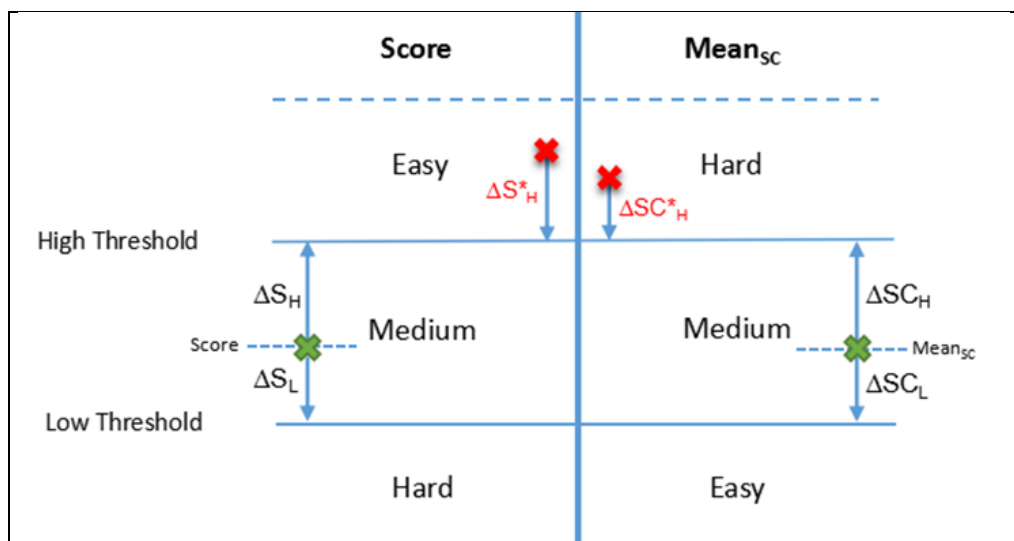 Score Mean_SC
Easy Hard
ΔS*_H ΔSC*_H
High Threshold
ΔS_H ΔSC_H
Medium Medium
Score Mean_SC
ΔS_L ΔSC_L
Low Threshold
Hard Easy